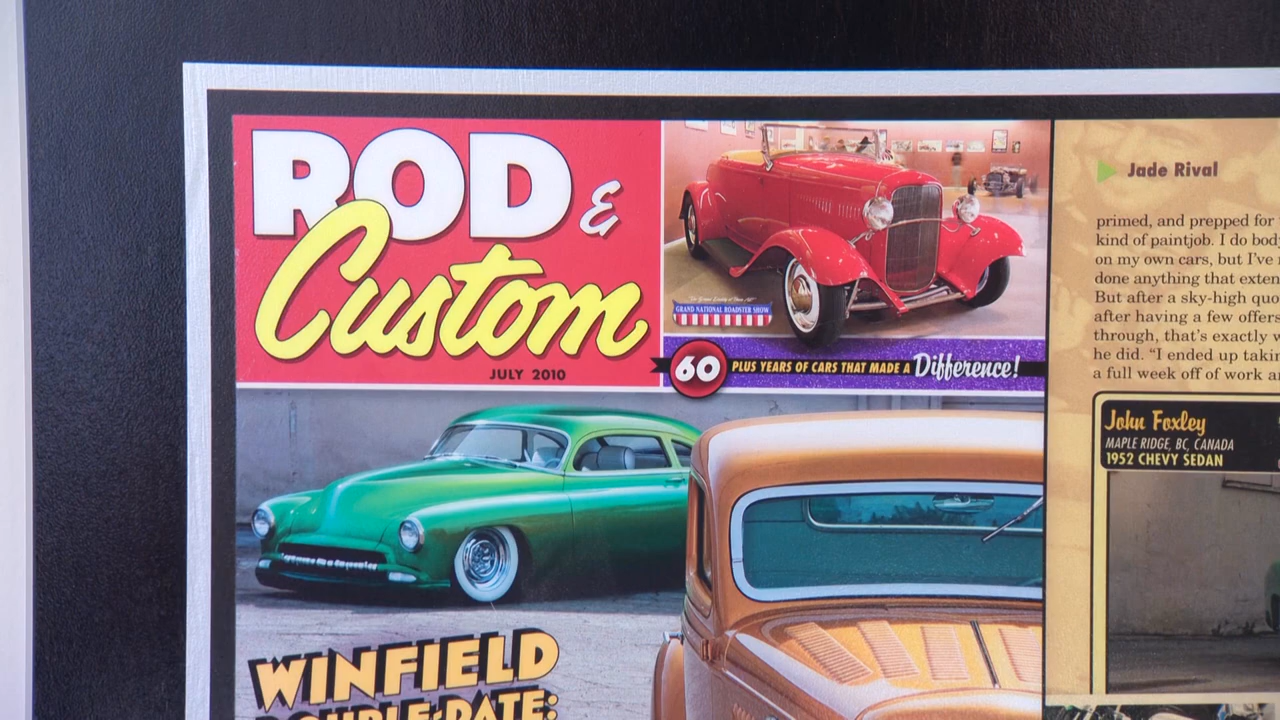 ROD &
Custom
JULY 2010
GRAND NATIONAL ROADSTER SHOW
60 PLUS YEARS OF CARS THAT MADE A Difference!
WINFIELD
DOUBLE-DATE:
Jade Rival
primed, and prepped for
kind of paintjob. I do body
on my own cars, but I've
done anything that exten
But after a sky-high quo
after having a few offers
through, that's exactly w
he did. “I ended up takin
a full week off of work an
John Foxley
MAPLE RIDGE, BC, CANADA
1952 CHEVY SEDAN